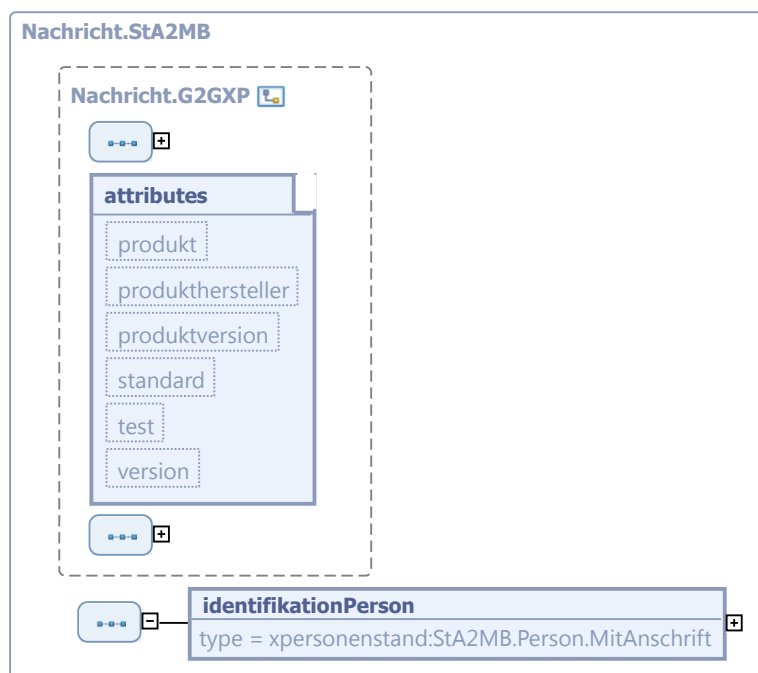 Nachricht.StA2MB
Nachricht.G2GXP
attributes
produkt
produkthersteller
produktversion
standard
test
version
identifikationPerson
type = xpersonenstand:StA2MB.Person.MitAnschrift